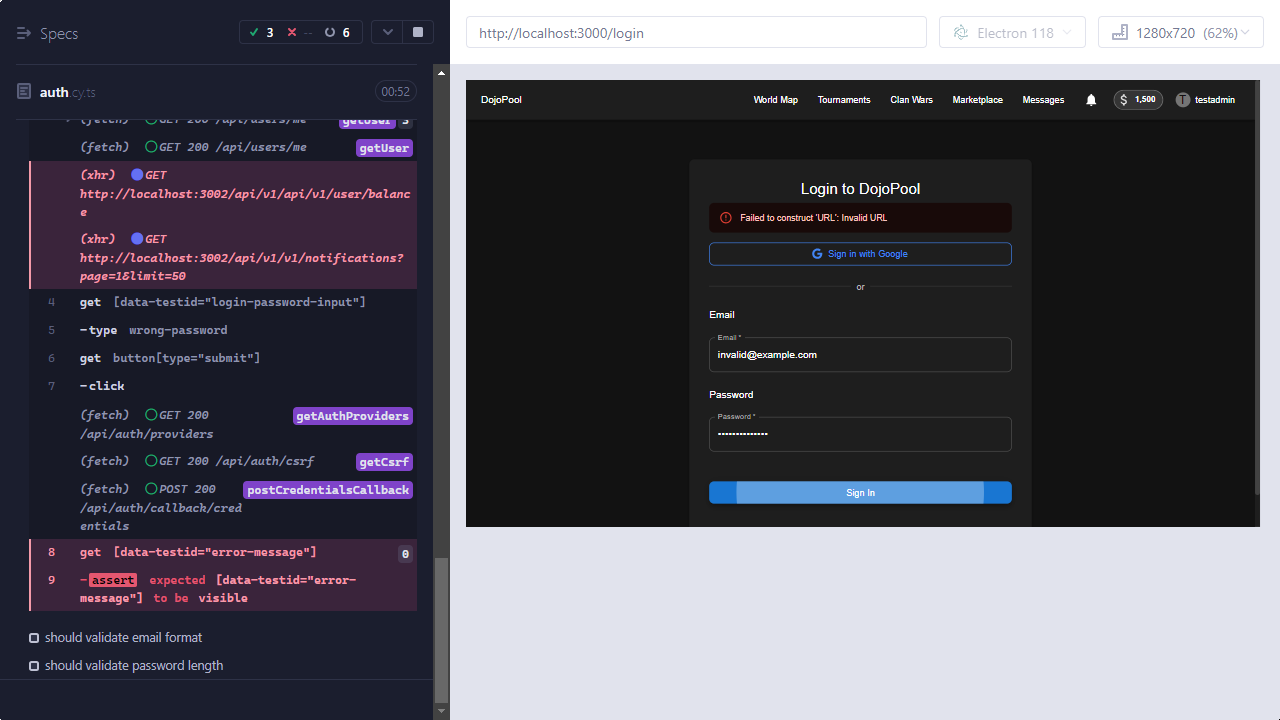 Specs
3
--
6
auth.cy.ts
00:52
(fetch) GET 200 /api/users/me getUser 3
(fetch) GET 200 /api/users/me getUser
(xhr) GET
http://localhost:3002/api/v1/api/v1/user/balanc
e
(xhr) GET
http://localhost:3002/api/v1/v1/notifications?
page=1&limit=50
4 get [data-testid="login-password-input"]
5 -type wrong-password
6 get button[type="submit"]
7 -click
(fetch) GET 200 getAuthProviders
/api/auth/providers
(fetch) GET 200 /api/auth/csrf getCsrf
(fetch) POST 200 postCredentialsCallback
/api/auth/callback/cred
entials
8 get [data-testid="error-message"] 0
9 -assert expected [data-testid="error-
message"] to be visible
should validate email format
should validate password length
http://localhost:3000/login
Electron 118
1280x720 (62%)
DojoPool
World Map
Tournaments
Clan Wars
Marketplace
Messages
$ 1,500
T testadmin
Login to DojoPool
Failed to construct 'URL': Invalid URL
Sign in with Google
or
Email
Email *
invalid@example.com
Password
Password *
Sign In